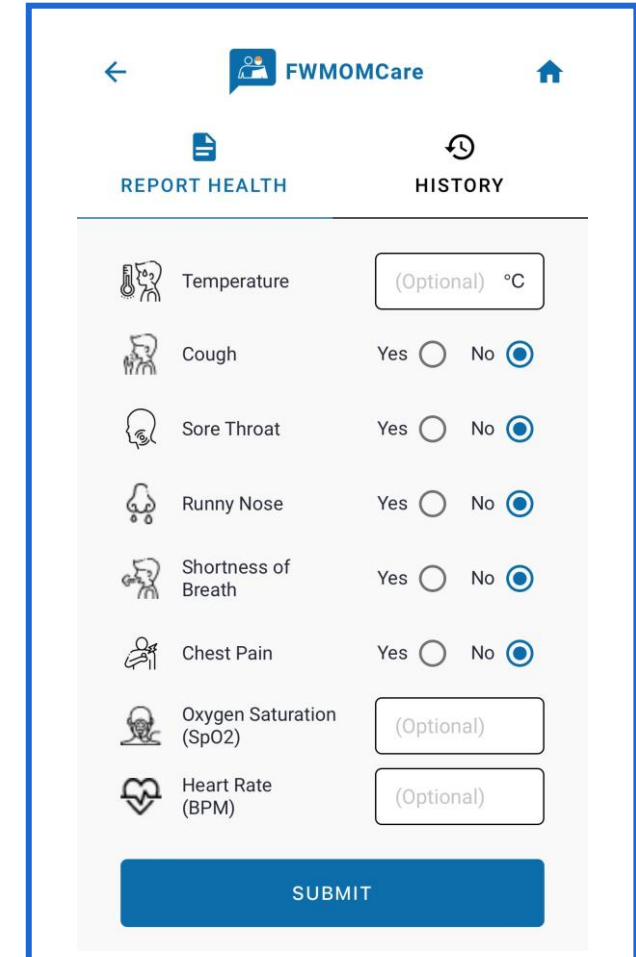 FWMOMCare
REPORT HEALTH
HISTORY
Temperature
(Optional) °C
Cough
Yes No
Sore Throat
Yes No
Runny Nose
Yes No
Shortness of
Breath
Yes No
Chest Pain
Yes No
Oxygen Saturation
(SpO2)
(Optional)
Heart Rate
(BPM)
(Optional)
SUBMIT